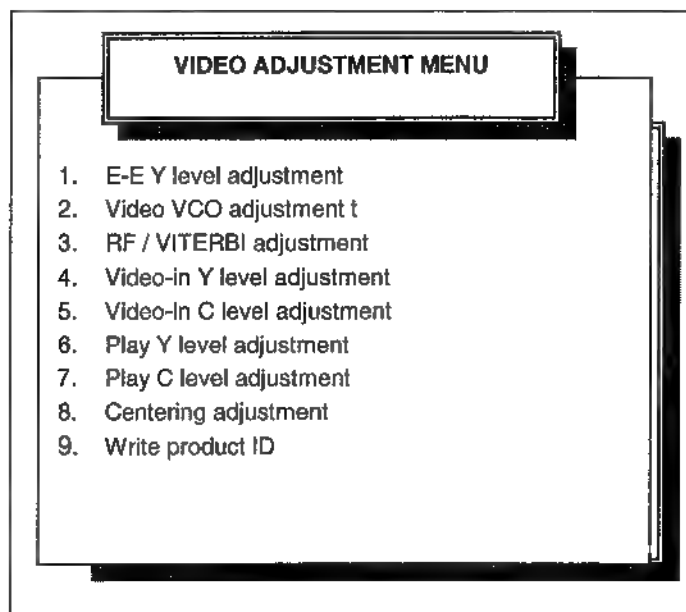 VIDEO ADJUSTMENT MENU
1. E-E Y level adjustment
2. Video VCO adjustment t
3. RF / VITERBI adjustment
4. Video-in Y level adjustment
5. Video-In C level adjustment
6. Play Y level adjustment
7. Play C level adjustment
8. Centering adjustment
9. Write product ID